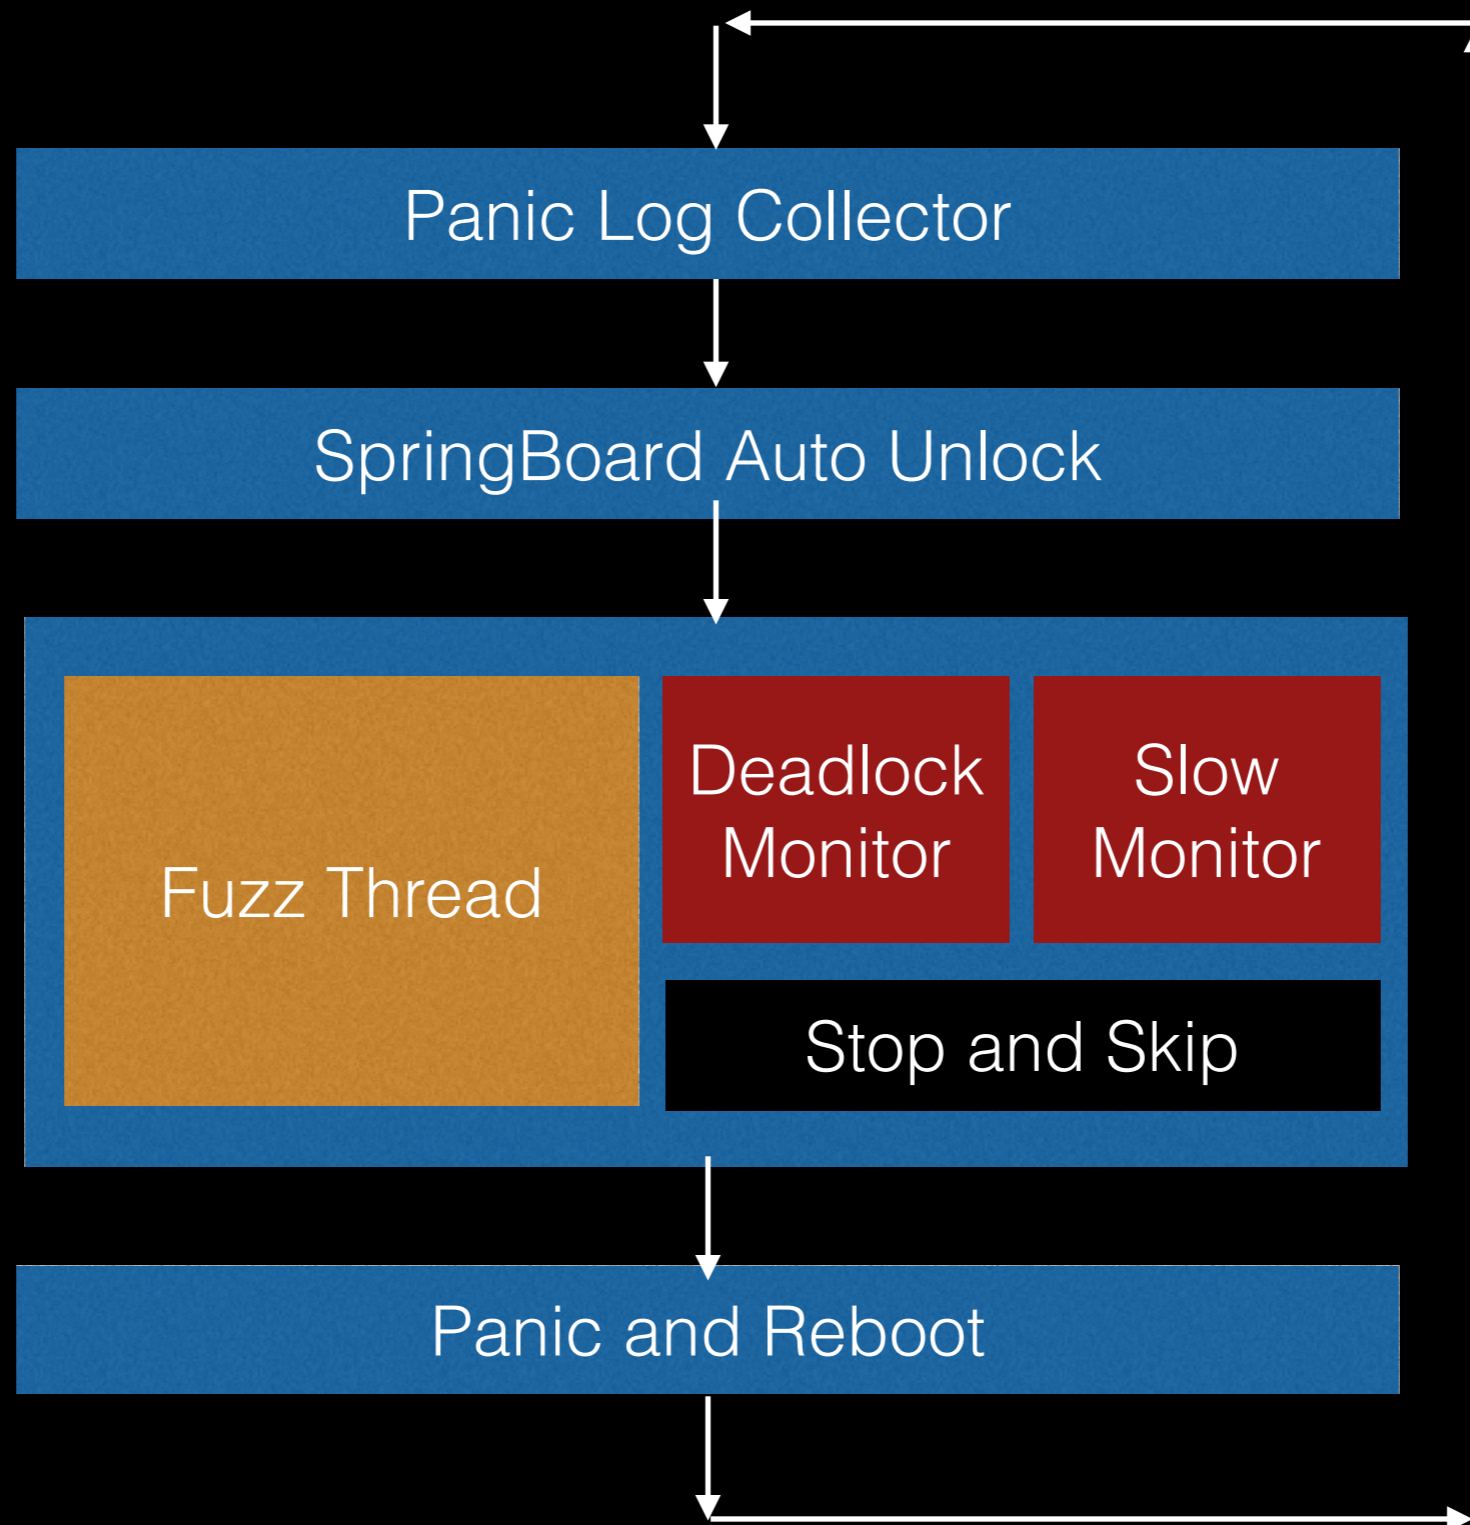 Panic Log Collector
SpringBoard Auto Unlock
Fuzz Thread
Deadlock
Monitor
Slow
Monitor
Stop and Skip
Panic and Reboot